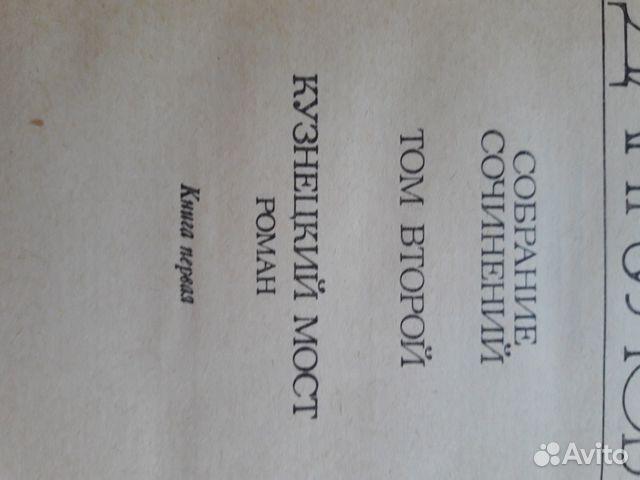 СОБРАНИЕ
СОЧИНЕНИЙ
ТОМ ВТОРОЙ
КУЗНЕЦКИЙ МОСТ
РОМАН
Книга первая
Avito